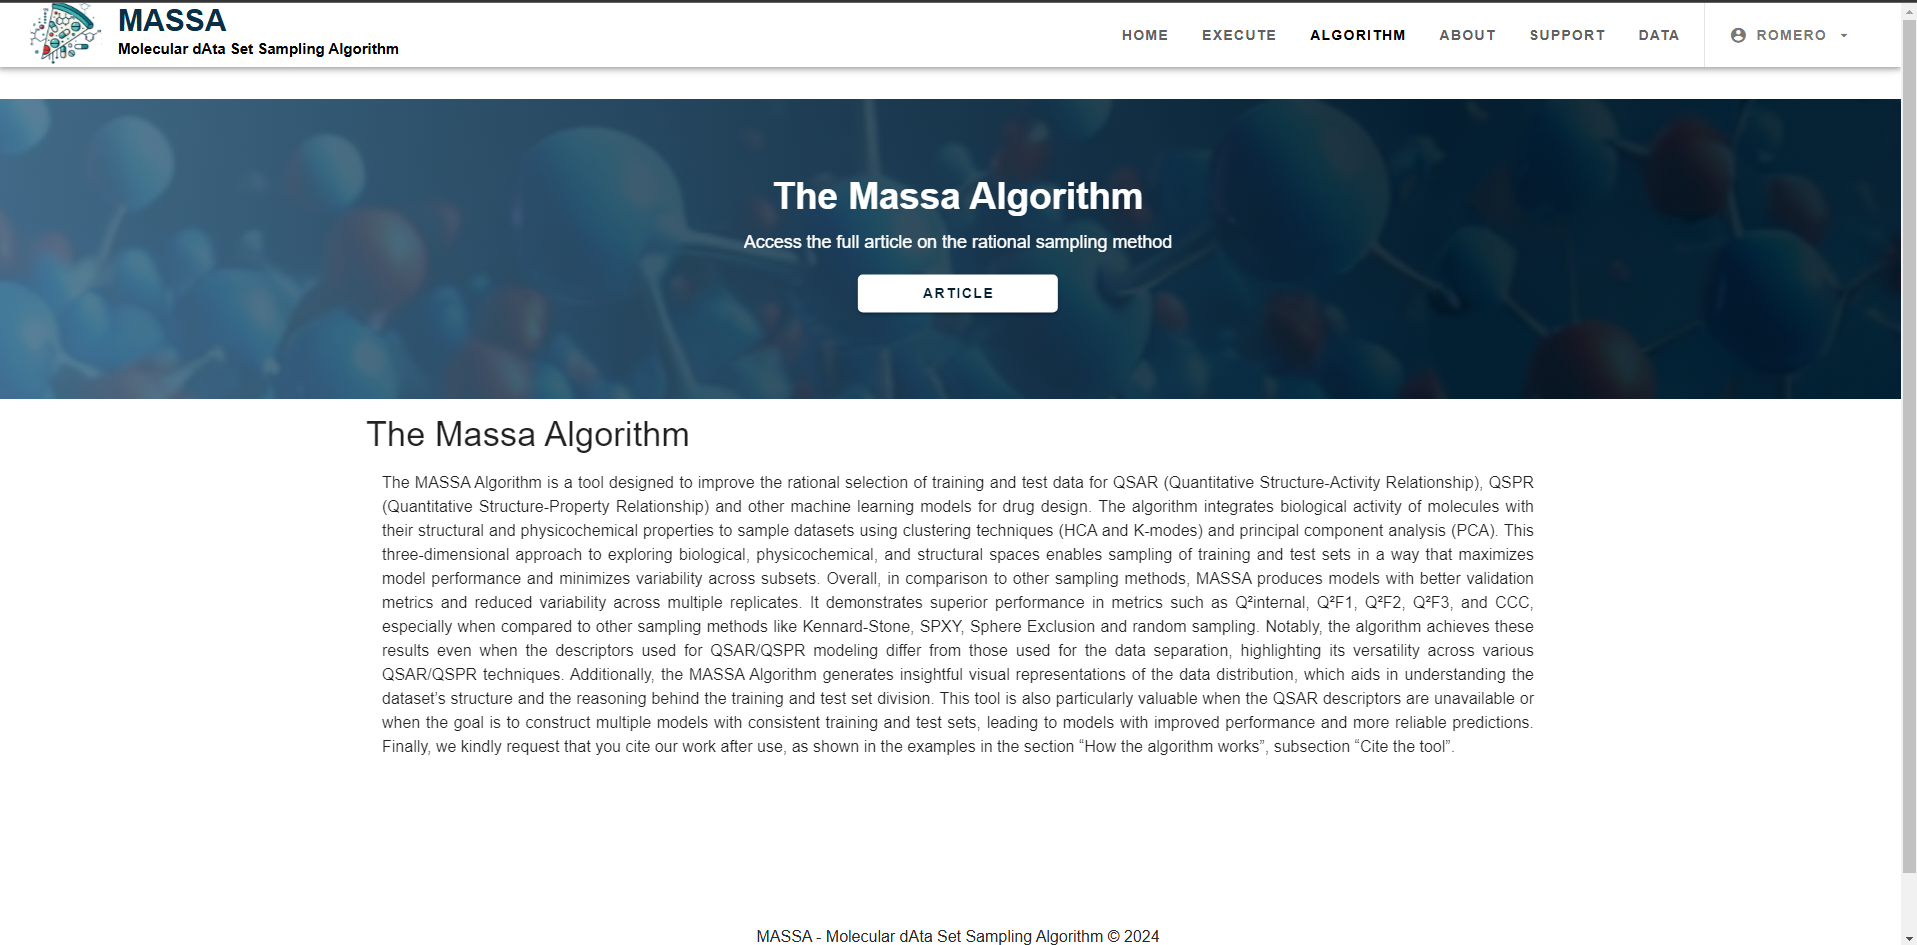 MASSA
Molecular dAta Set Sampling Algorithm
HOME EXECUTE ALGORITHM ABOUT SUPPORT DATA ROMERO
The Massa Algorithm
Access the full article on the rational sampling method
ARTICLE
The Massa Algorithm
The MASSA Algorithm is a tool designed to improve the rational selection of training and test data for QSAR (Quantitative Structure-Activity Relationship), QSPR
(Quantitative Structure-Property Relationship) and other machine learning models for drug design. The algorithm integrates biological activity of molecules with
their structural and physicochemical properties to sample datasets using clustering techniques (HCA and K-modes) and principal component analysis (PCA). This
three-dimensional approach to exploring biological, physicochemical, and structural spaces enables sampling of training and test sets in a way that maximizes
model performance and minimizes variability across subsets. Overall, in comparison to other sampling methods, MASSA produces models with better validation
metrics and reduced variability across multiple replicates. It demonstrates superior performance in metrics such as Q²internal, Q²F1, Q²F2, Q²F3, and CCC,
especially when compared to other sampling methods like Kennard-Stone, SPXY, Sphere Exclusion and random sampling. Notably, the algorithm achieves these
results even when the descriptors used for QSAR/QSPR modeling differ from those used for the data separation, highlighting its versatility across various
QSAR/QSPR techniques. Additionally, the MASSA Algorithm generates insightful visual representations of the data distribution, which aids in understanding the
dataset’s structure and the reasoning behind the training and test set division. This tool is also particularly valuable when the QSAR descriptors are unavailable or
when the goal is to construct multiple models with consistent training and test sets, leading to models with improved performance and more reliable predictions.
Finally, we kindly request that you cite our work after use, as shown in the examples in the section “How the algorithm works”, subsection “Cite the tool”.
MASSA - Molecular dAta Set Sampling Algorithm © 2024